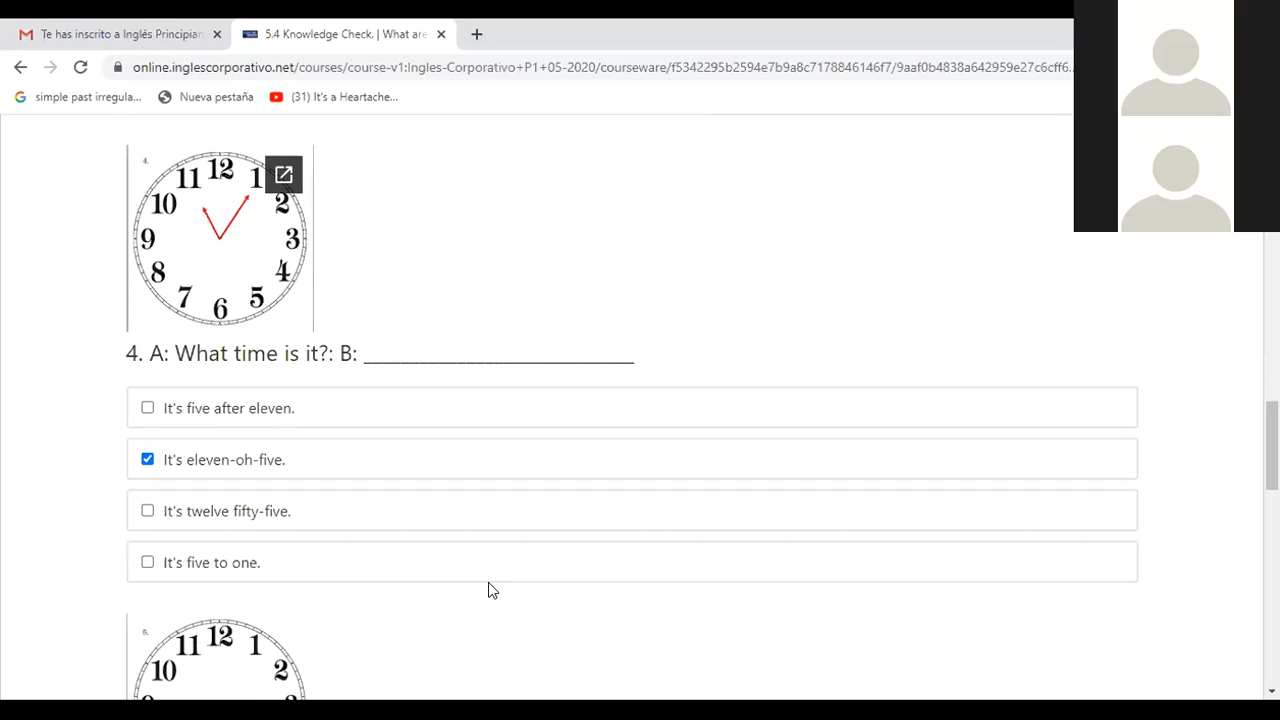 Te has inscrito a Inglés Principian
5.4 Knowledge Check. | What are
online.inglescorporativo.net/courses/course-v1:Ingles-Corporativo+P1+05-2020/courseware/f5342295b2594e7b9a8c7178846146f7/9aaf0b4838a642959e27c6cff6...
simple past irregula...
Nueva pestaña
(31) It's a Heartache...
4.
12
11
1
10
2
9
3
8
4
7
5
6
4. A: What time is it?: B: ___________________________
It's five after eleven.
It's eleven-oh-five.
It's twelve fifty-five.
It's five to one.
5.
12
11
1
10
2